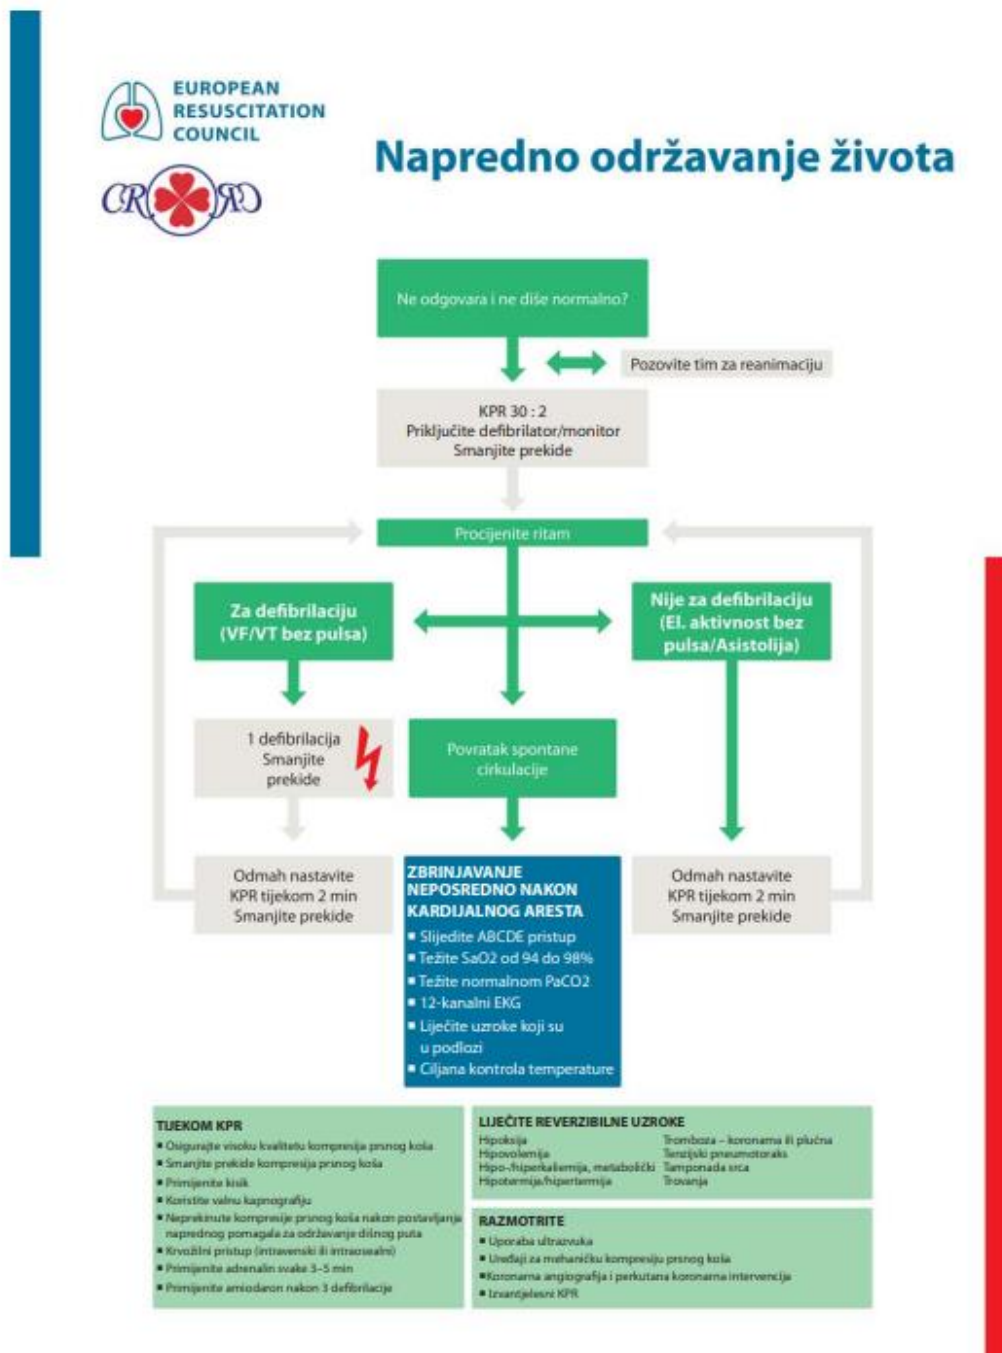 EUROPEAN
RESUSCITATION
COUNCIL
Napredno održavanje života
Ne odgovara i ne diše normalno?
Pozovite tim za reanimaciju
KPR 30 : 2
Priključite defibrilator/monitor
Smanjite prekide
Procijenite ritam
Za defibrilaciju
(VF/VT bez pulsa)
Nije za defibrilaciju
(El. aktivnost bez
pulsa/Asistolija)
1 defibrilacija
Smanjite
prekide
Povratak spontane
cirkulacije
Odmah nastavite
KPR tijekom 2 min
Smanjite prekide
ZBRINJAVANJE
NEPOSREDNO NAKON
KARDIJALNOG ARESTA
▪ Slijedite ABCDE pristup
▪ Težite SaO2 od 94 do 98%
▪ Težite normalnom PaCO2
▪ 12-kanalni EKG
▪ Liječite uzroke koji su
u podlozi
▪ Ciljana kontrola temperature
Odmah nastavite
KPR tijekom 2 min
Smanjite prekide
TIJEKOM KPR
▪ Osigurajte visoku kvalitetu kompresija prsnog koša
▪ Smanjite prekide kompresija prsnog koša
▪ Primijenite kisik
▪ Koristite valnu kapnografiju
▪ Neprekinute kompresije prsnog koša nakon postavljanja
naprednog pomagala za održavanje dišnog puta
▪ Krvožilni pristup (intravenski ili intraosealni)
▪ Primijenite adrenalin svake 3–5 min
▪ Primijenite amiodaron nakon 3 defibrilacije
LIJEČITE REVERZIBILNE UZROKE
Hipoksija
Hipovolemija
Hipo-/hiperkalemija, metabolički
Hipotermija/hipertermija
Tromboza – koronarna ili plućna
Tenzijski pneumotoraks
Tamponada srca
Trovanja
RAZMOTRITE
▪ Uporaba ultrazvuka
▪ Uređaji za mehaničku kompresiju prsnog koša
▪ Koronarna angiografija i perkutana koronarna intervencija
▪ Izvantjelesni KPR